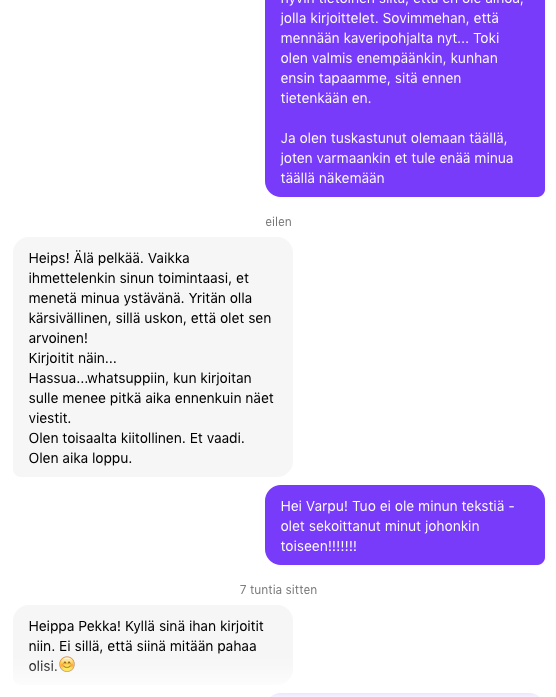 jolla kirjoittelet. Sovimmehan, että
mennään kaveripohjalta nyt... Toki
olen valmis enempäänkin, kunhan
ensin tapaamme, sitä ennen
tietenkään en.
Ja olen tuskastunut olemaan täällä,
joten varmaankin et tule enää minua
täällä näkemään
eilen
Heips! Älä pelkää. Vaikka
ihmettelenkin sinun toimintaasi, et
menetä minua ystävänä. Yritän olla
kärsivällinen, sillä uskon, että olet sen
arvoinen!
Kirjoitit näin...
Hassua...whatsuppiin, kun kirjoitan
sulle menee pitkä aika ennenkuin näet
viestit.
Olen toisaalta kiitollinen. Et vaadi.
Olen aika loppu.
Hei Varpu! Tuo ei ole minun tekstiä -
olet sekoittanut minut johonkin
toiseen!!!!!!!
7 tuntia sitten
Heippa Pekka! Kyllä sinä ihan kirjoitit
niin. Ei sillä, että siinä mitään pahaa
olisi.😊